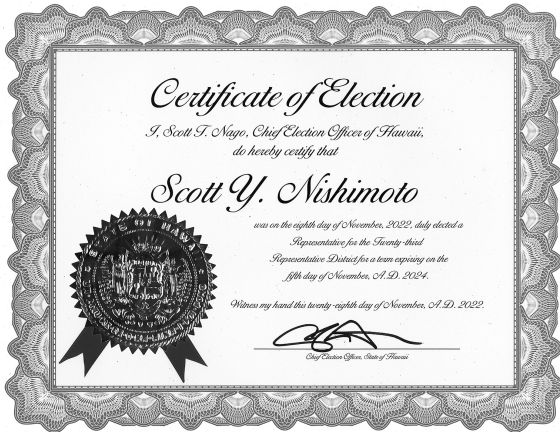 Certificate of Election
I, Scott T. Nago, Chief Election Officer of Hawaii,
do hereby certify that
Scott Y. Nishimoto
was on the eighth day of November, 2022, duly elected a
Representative for the Twenty-third
Representative District for a term expiring on the
fifth day of November, A.D. 2024.
Witness my hand this twenty-eighth day of November, A.D. 2022.
Chief Election Officer, State of Hawaii
STATE OF HAWAII